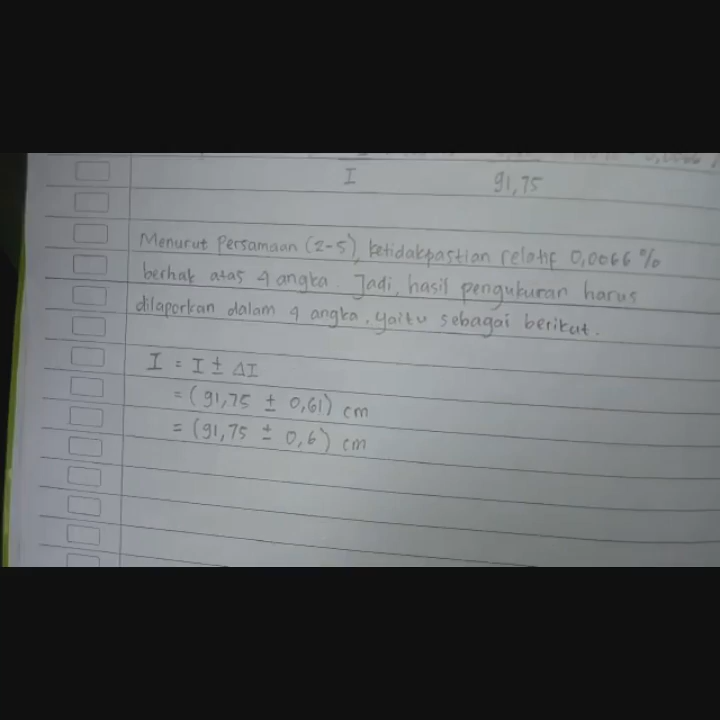 I 91,75
Menurut Persamaan (2-5), ketidakpastian relatif 0,0066 %
berhak atas 4 angka. Jadi, hasil pengukuran harus
dilaporkan dalam 4 angka, yaitu sebagai berikut.
I = I ± ΔI
= (91,75 ± 0,61) cm
= (91,75 ± 0,6) cm